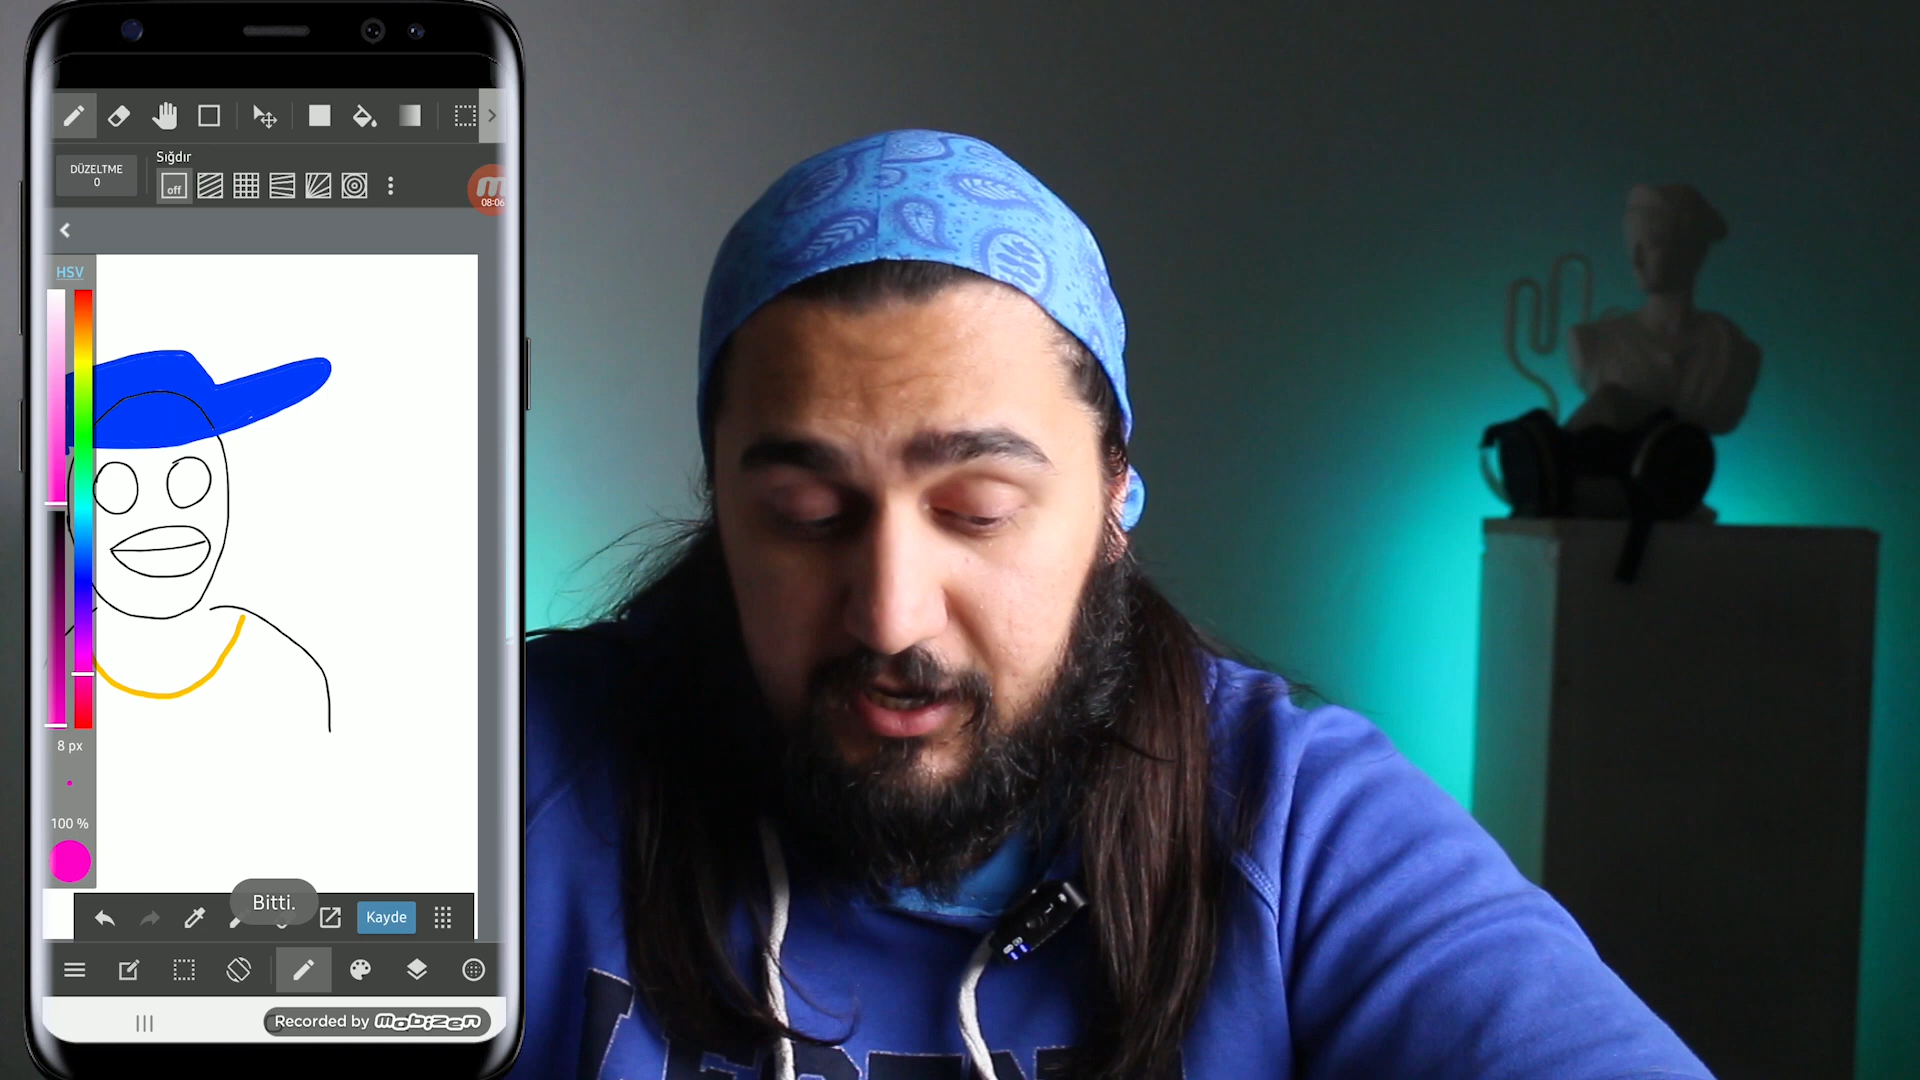 Sığdır
DÜZELTME
0
off
08:06
HSV
8 px
100 %
Bitti.
Kayde
Recorded by mobizen